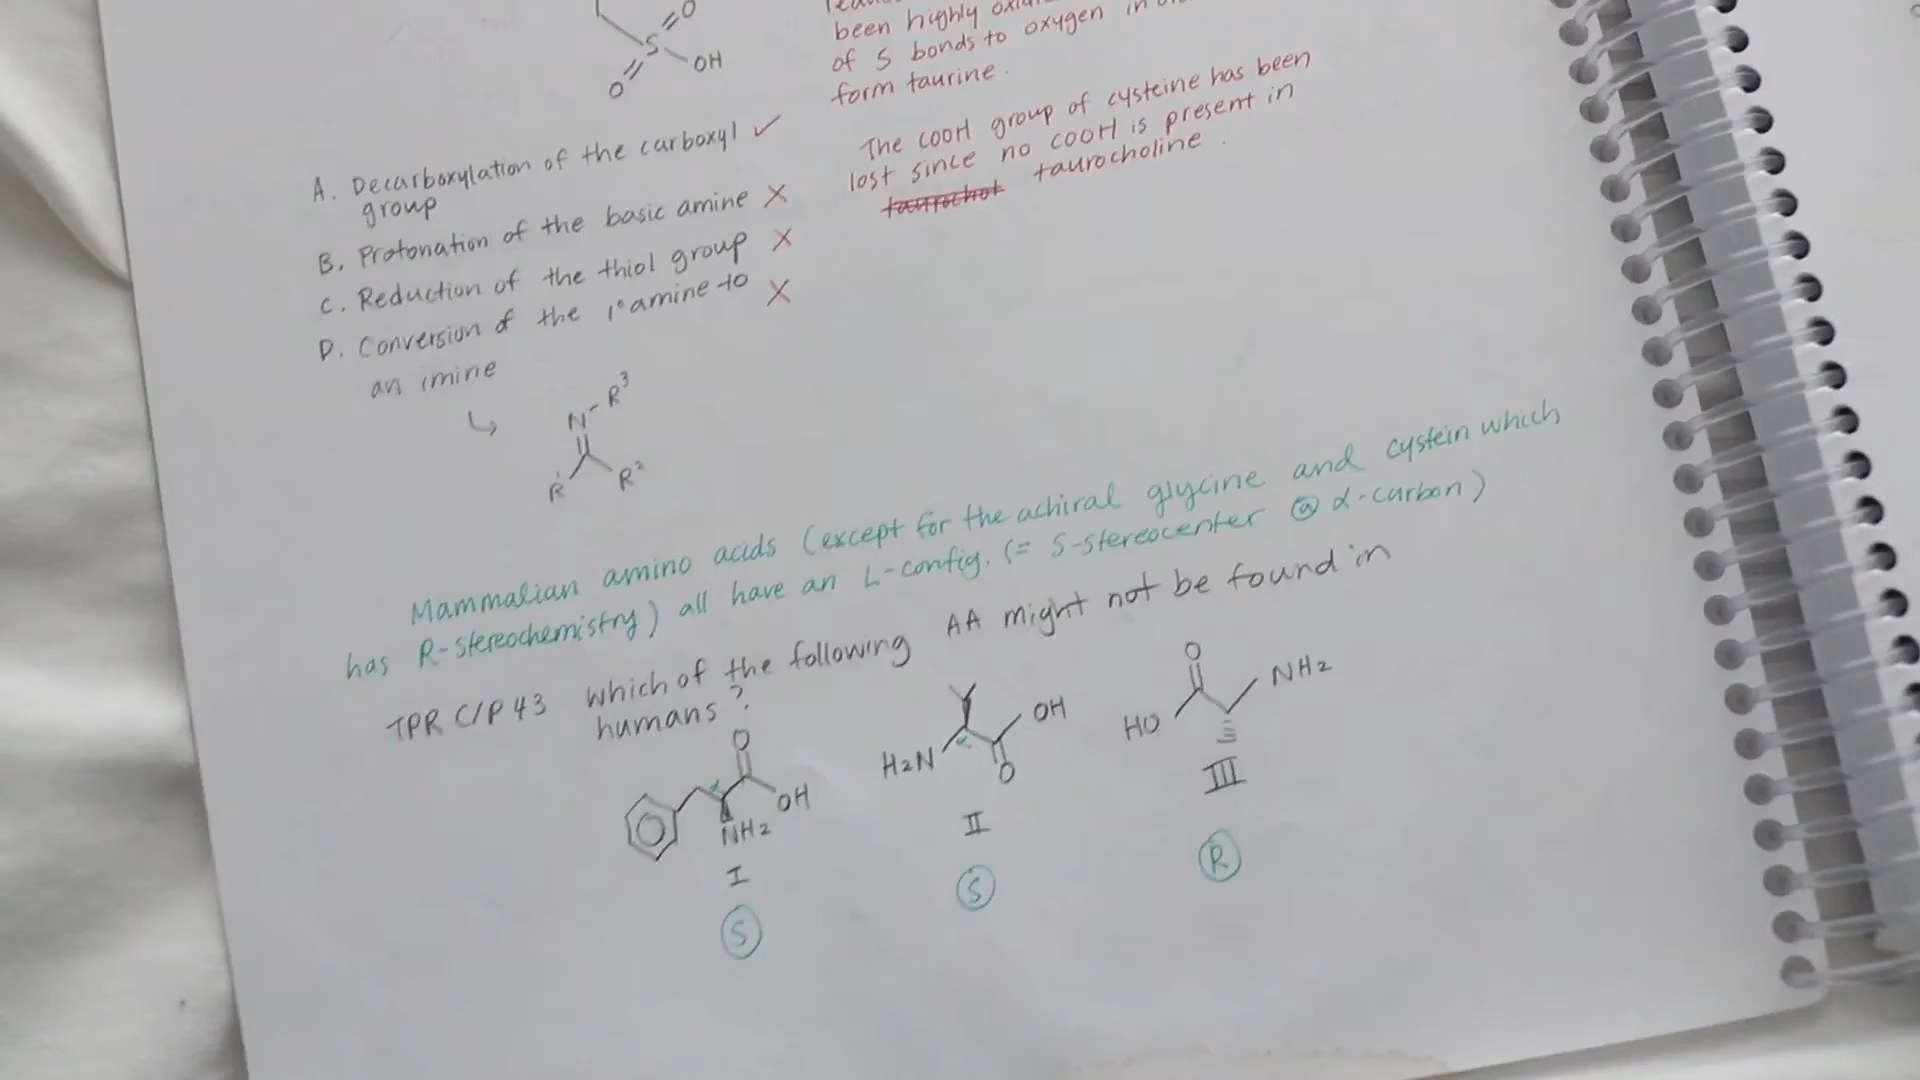 O
S
OH
O
been highly
of S bonds to oxygen in
form taurine.
The COOH group of cysteine has been
lost since no COOH is present in
taurochol taurocholine.
A. Decarboxylation of the carboxyl ✓
group
B. Protonation of the basic amine X
C. Reduction of the thiol group X
D. Conversion of the 1° amine to X
an imine
N-R³
R' R²
Mammalian amino acids (except for the achiral glycine and cystein which
has R-stereochemistry) all have an L-config. (= S-stereocenter @ α-carbon)
TPR C/P 43 which of the following AA might not be found in
humans?
O
OH
NH2
I
S
H2N
OH
O
II
S
O
HO
NH2
III
R